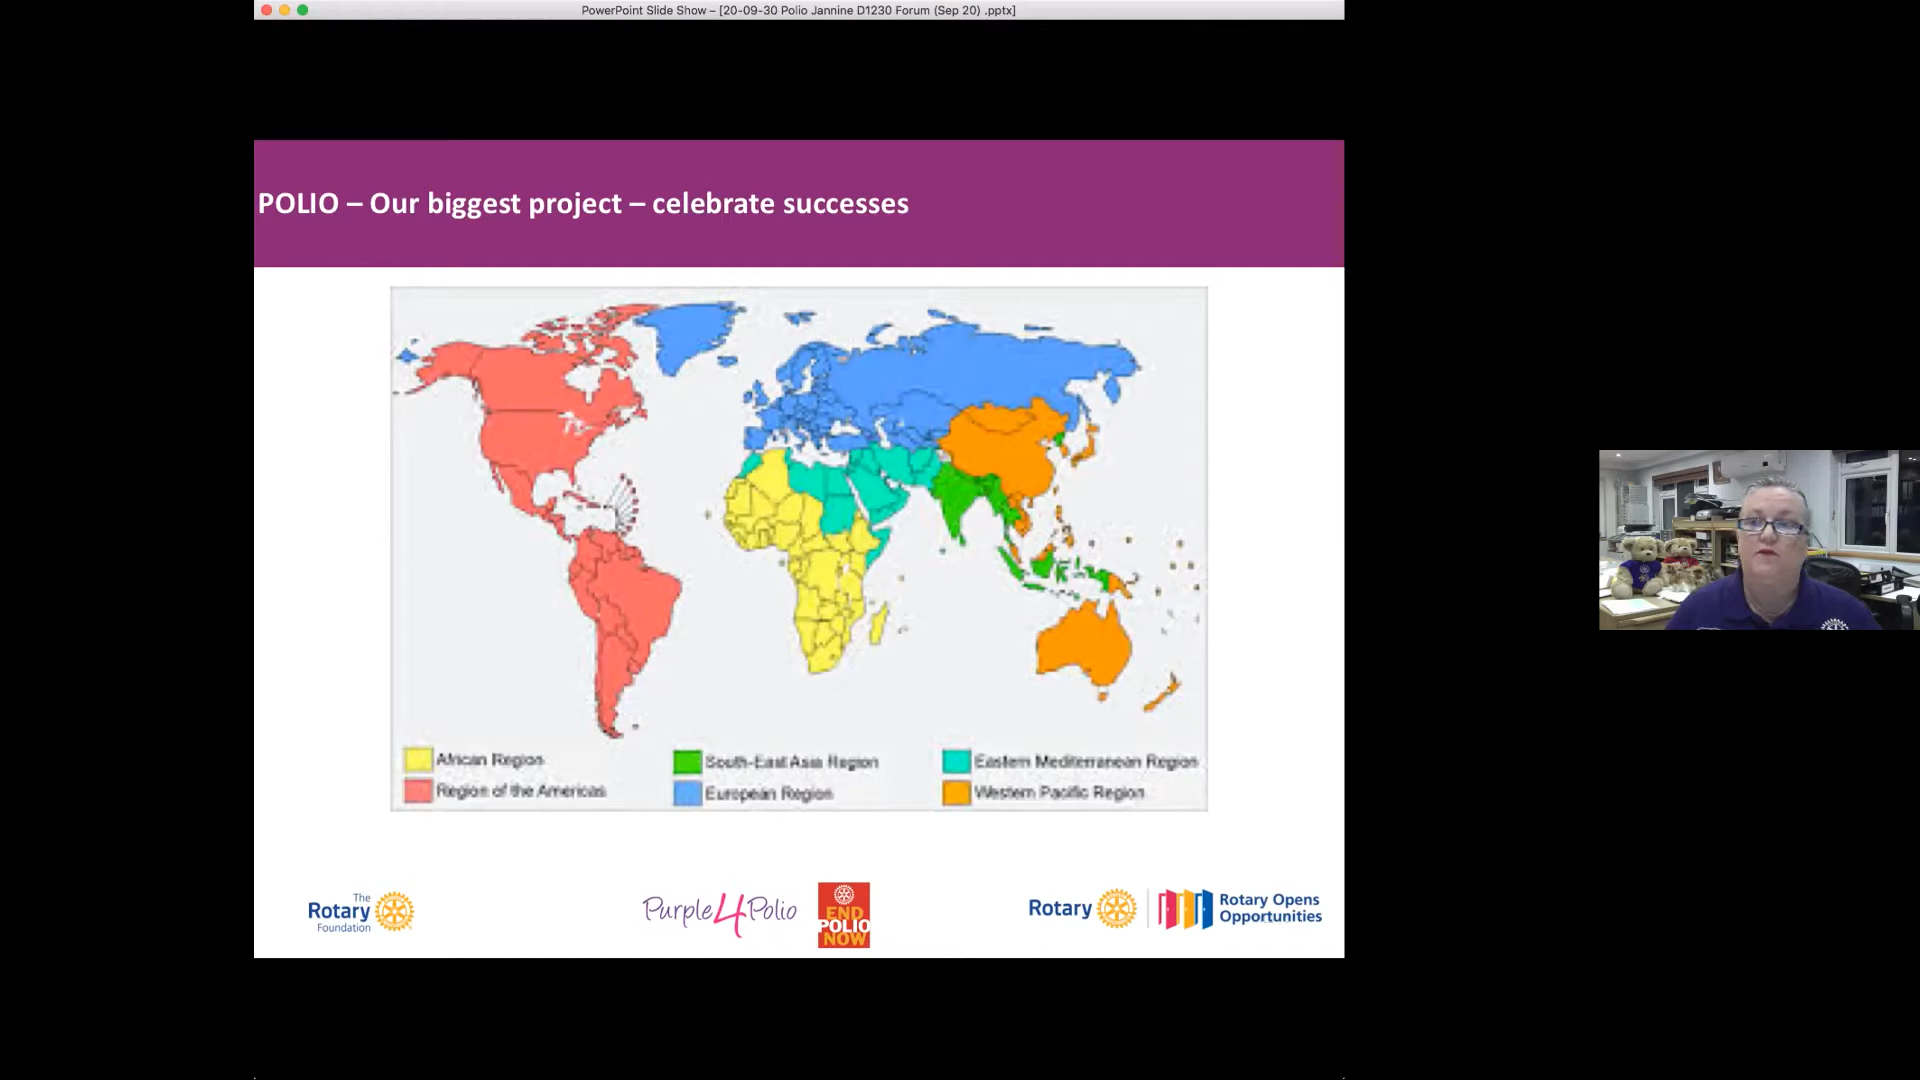 PowerPoint Slide Show – [20-09-30 Polio Jannine D1230 Forum (Sep 20) .pptx]
POLIO – Our biggest project – celebrate successes
African Region
South-East Asia Region
Eastern Mediterranean Region
Region of the Americas
European Region
Western Pacific Region
The
Rotary
Foundation
Purple4Polio
END
POLIO
NOW
Rotary
Rotary Opens
Opportunities